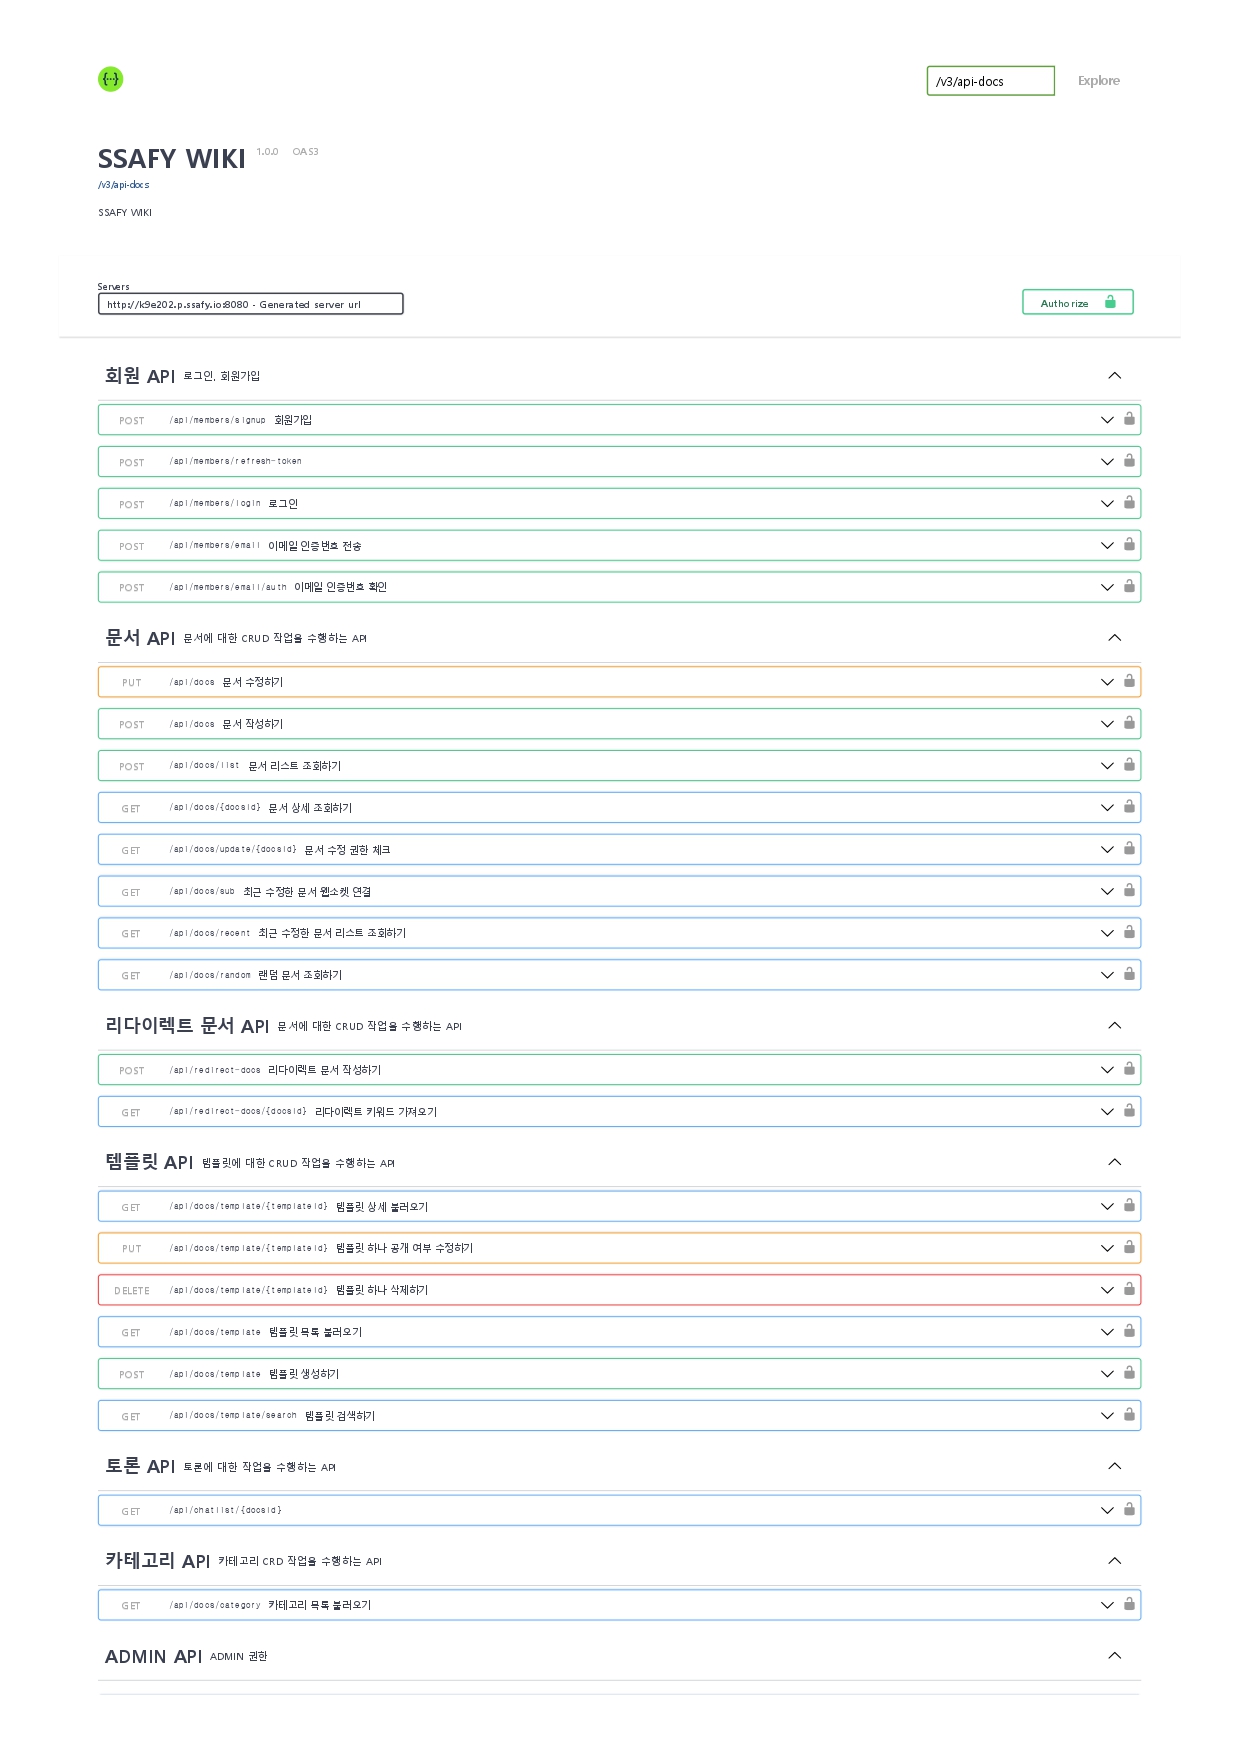 {··}
/v3/api-docs
Explore
SSAFY WIKI 1.0.0 OAS3
/v3/api-docs
SSAFY WIKI
Servers
http://k9e202.p.ssafy.io:8080 - Generated server url
Authorize
회원 API 로그인, 회원가입
POST /api/members/signup 회원가입
POST /api/members/refresh-token
POST /api/members/login 로그인
POST /api/members/email 이메일 인증번호 전송
POST /api/members/email/auth 이메일 인증번호 확인
문서 API 문서에 대한 CRUD 작업을 수행하는 API
PUT /api/docs 문서 수정하기
POST /api/docs 문서 작성하기
POST /api/docs/list 문서 리스트 조회하기
GET /api/docs/{docsId} 문서 상세 조회하기
GET /api/docs/update/{docsId} 문서 수정 권한 체크
GET /api/docs/sub 최근 수정한 문서 웹소켓 연결
GET /api/docs/recent 최근 수정한 문서 리스트 조회하기
GET /api/docs/random 랜덤 문서 조회하기
리다이렉트 문서 API 문서에 대한 CRUD 작업을 수행하는 API
POST /api/redirect-docs 리다이렉트 문서 작성하기
GET /api/redirect-docs/{docsId} 리다이렉트 키워드 가져오기
템플릿 API 템플릿에 대한 CRUD 작업을 수행하는 API
GET /api/docs/template/{templateId} 템플릿 상세 불러오기
PUT /api/docs/template/{templateId} 템플릿 하나 공개 여부 수정하기
DELETE /api/docs/template/{templateId} 템플릿 하나 삭제하기
GET /api/docs/template 템플릿 목록 불러오기
POST /api/docs/template 템플릿 생성하기
GET /api/docs/template/search 템플릿 검색하기
토론 API 토론에 대한 작업을 수행하는 API
GET /api/chatlist/{docsId}
카테고리 API 카테고리 CRD 작업을 수행하는 API
GET /api/docs/category 카테고리 목록 불러오기
ADMIN API ADMIN 권한